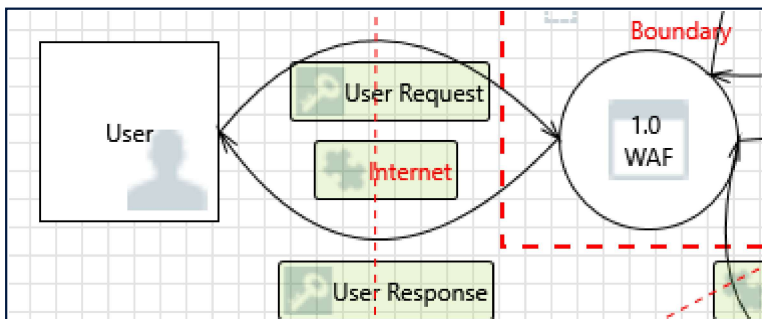 Boundary
User Request
User
1.0
WAF
Internet
User Response